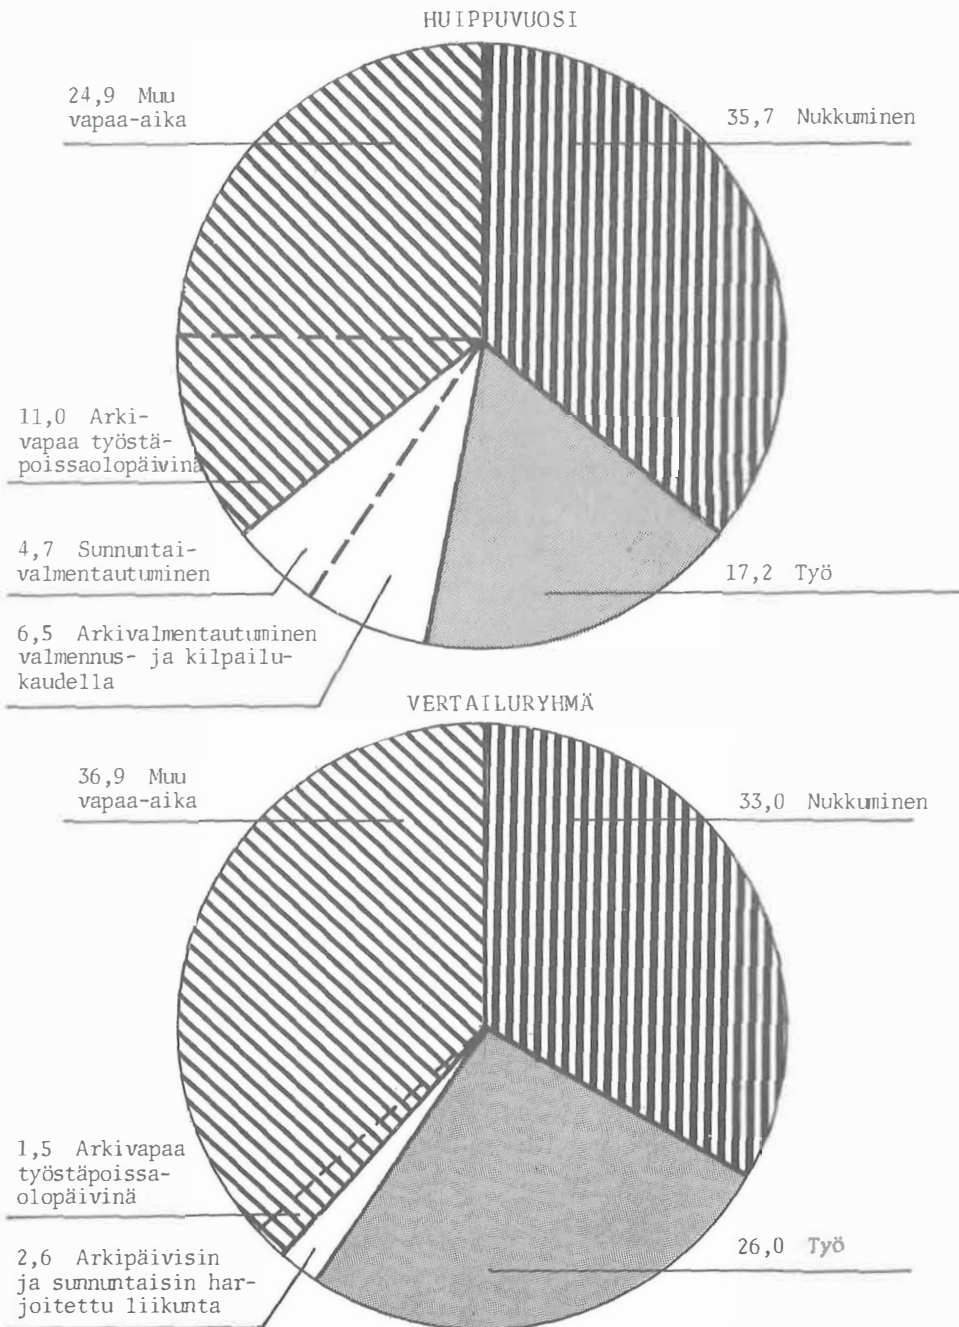 HUIPPUVUOSI
24,9 Muu
vapaa-aika
35,7 Nukkuminen
11,0 Arki-
vapaa työstä-
poissaolopäivinä
4,7 Sunnuntai-
valmentautuminen
17,2 Työ
6,5 Arkivalmentautuminen
valmennus- ja kilpailu-
kaudella
VERTAILURYHMÄ
36,9 Muu
vapaa-aika
33,0 Nukkuminen
1,5 Arkivapaa
työstäpoissa-
olopäivinä
26,0 Työ
2,6 Arkipäivisin
ja sunnuntaisin har-
joitettu liikunta